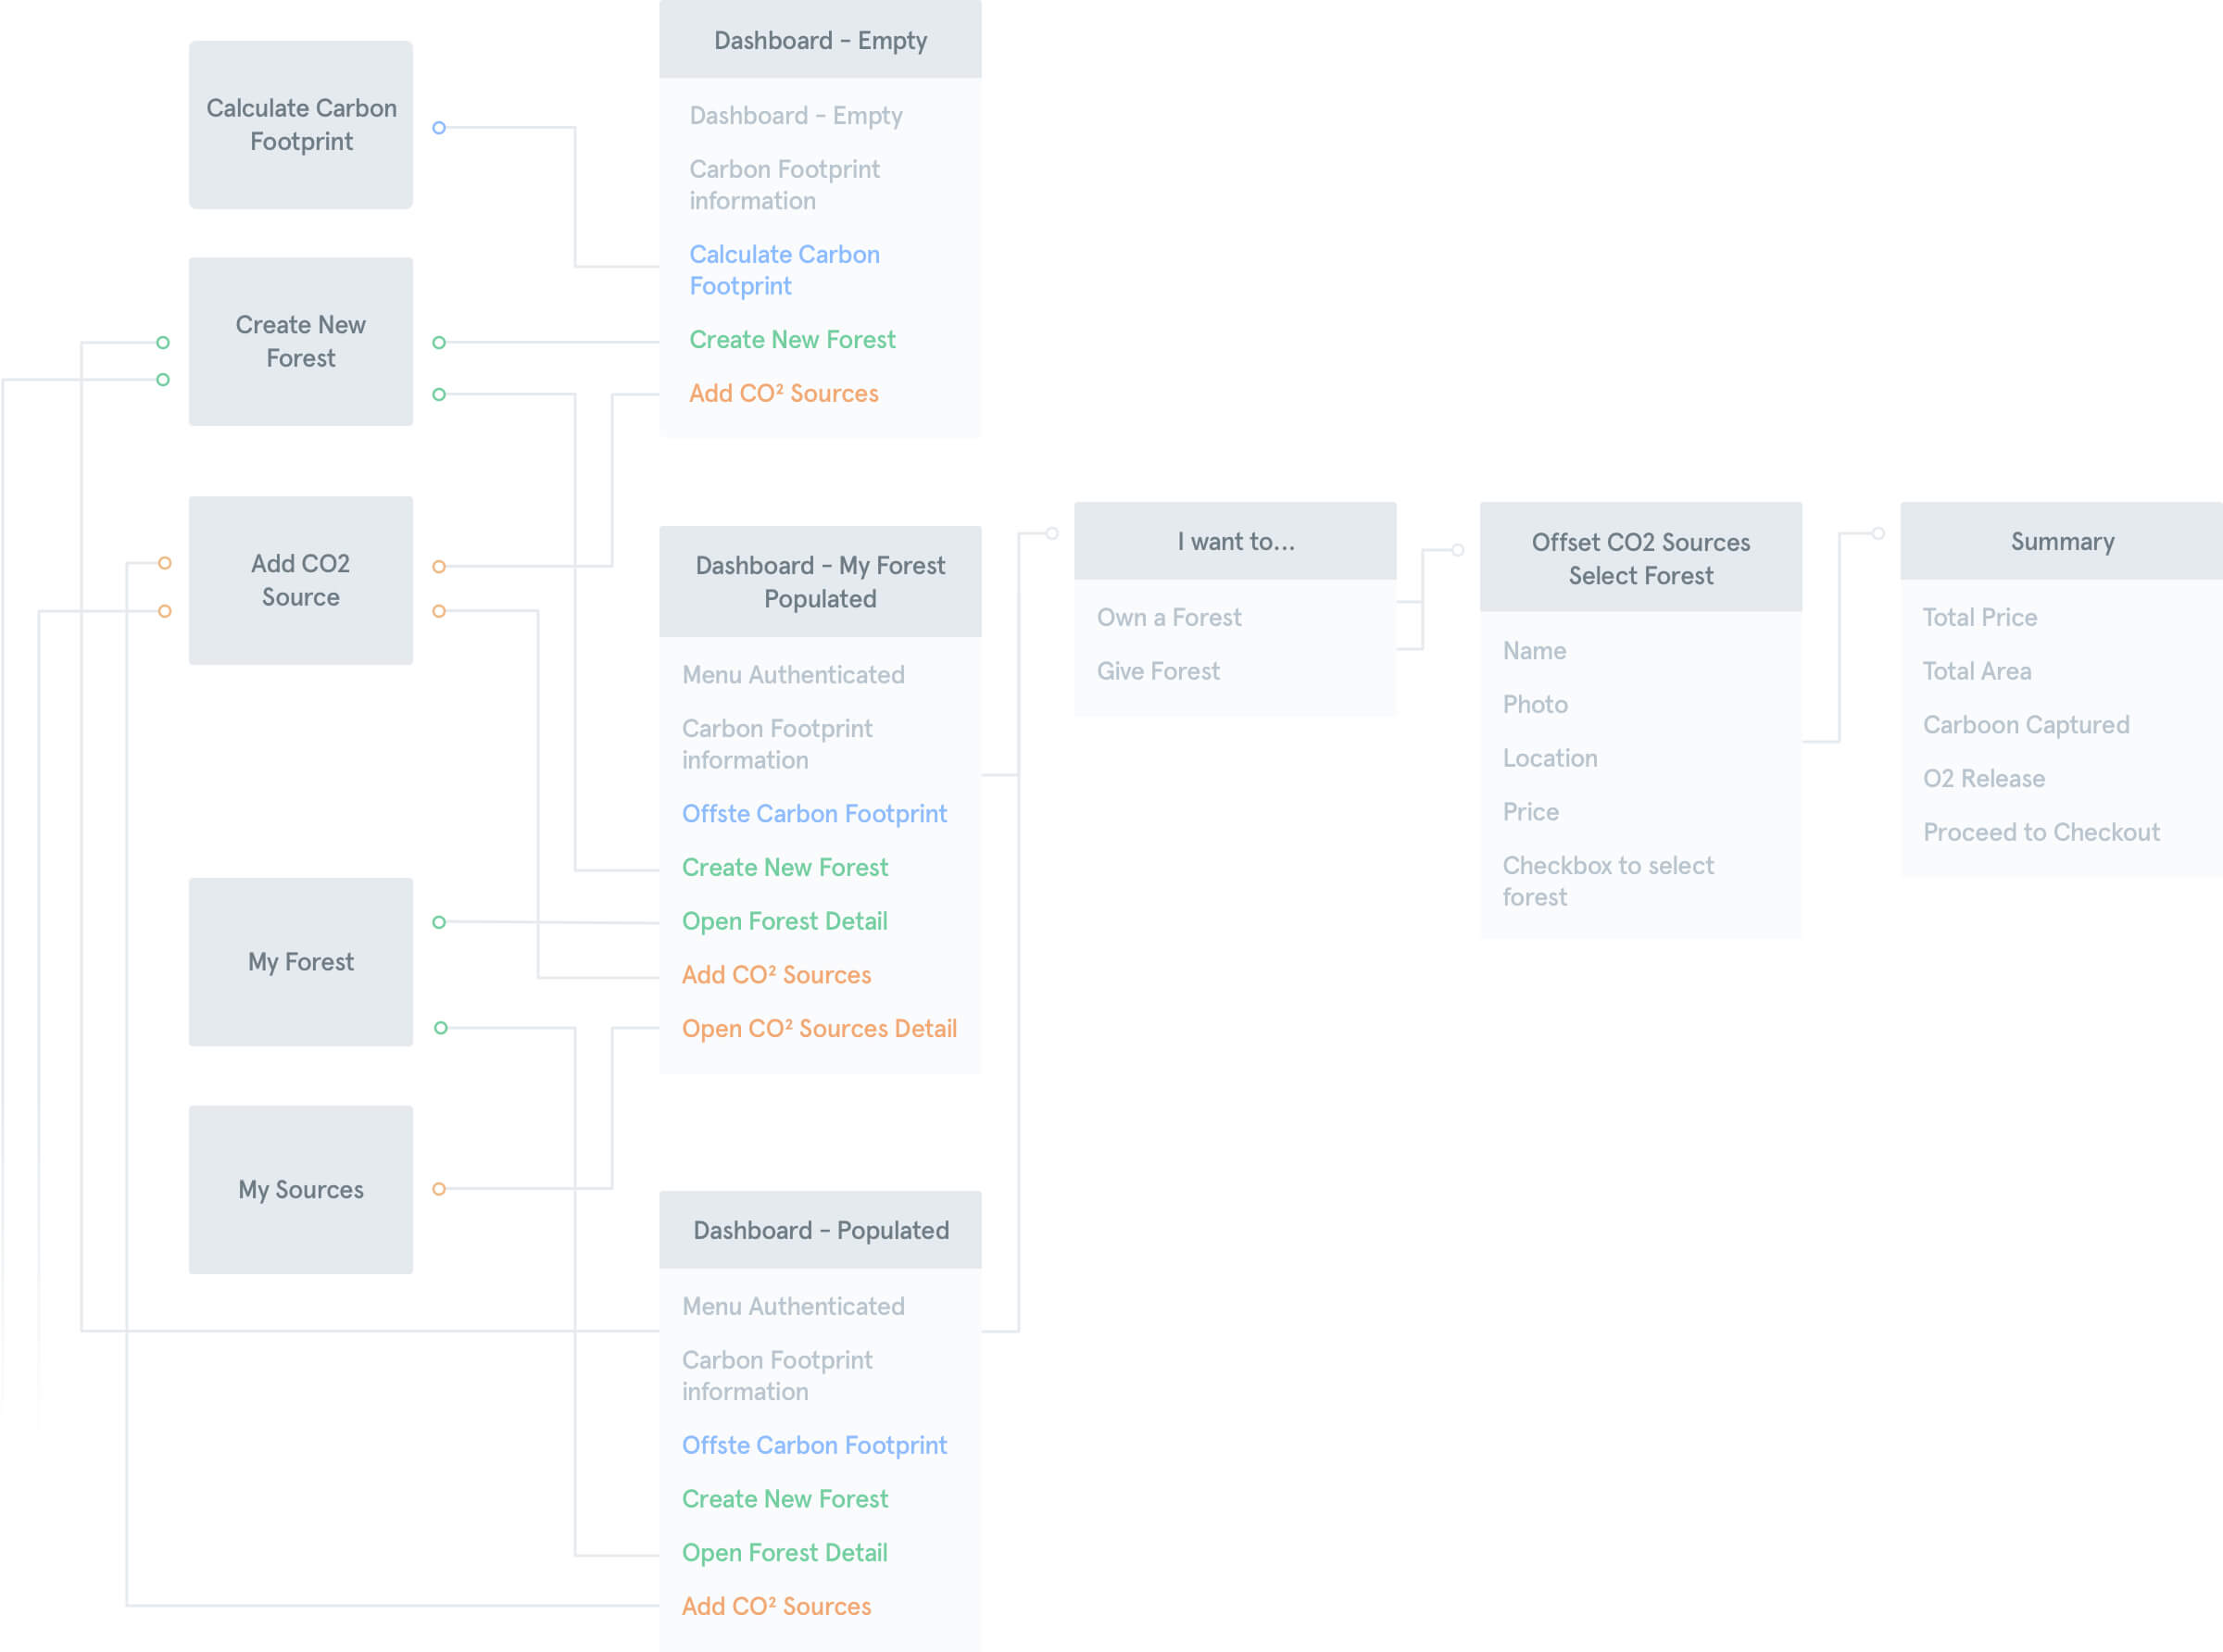 Calculate Carbon
Footprint
Create New
Forest
Add CO2
Source
My Forest
My Sources
Dashboard - Empty
Dashboard - Empty
Carbon Footprint
information
Calculate Carbon
Footprint
Create New Forest
Add CO² Sources
Dashboard - My Forest
Populated
Menu Authenticated
Carbon Footprint
information
Offste Carbon Footprint
Create New Forest
Open Forest Detail
Add CO² Sources
Open CO² Sources Detail
Dashboard - Populated
Menu Authenticated
Carbon Footprint
information
Offste Carbon Footprint
Create New Forest
Open Forest Detail
Add CO² Sources
I want to...
Own a Forest
Give Forest
Offset CO2 Sources
Select Forest
Name
Photo
Location
Price
Checkbox to select
forest
Summary
Total Price
Total Area
Carboon Captured
O2 Release
Proceed to Checkout